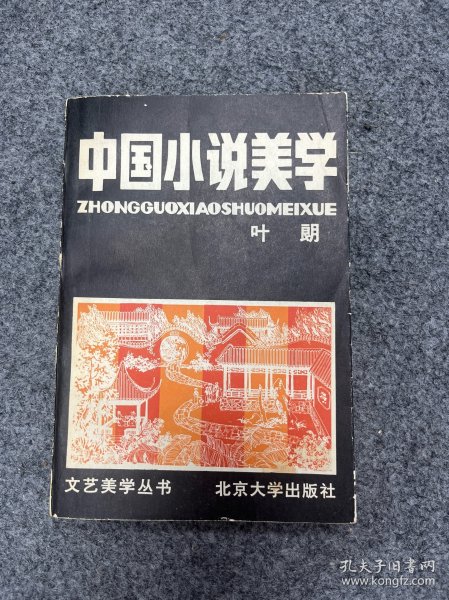 中国小说美学
ZHONGGUOXIAOSHUOMEIXUE
叶 朗
文艺美学丛书 北京大学出版社
孔夫子旧书网
www.kongfz.com